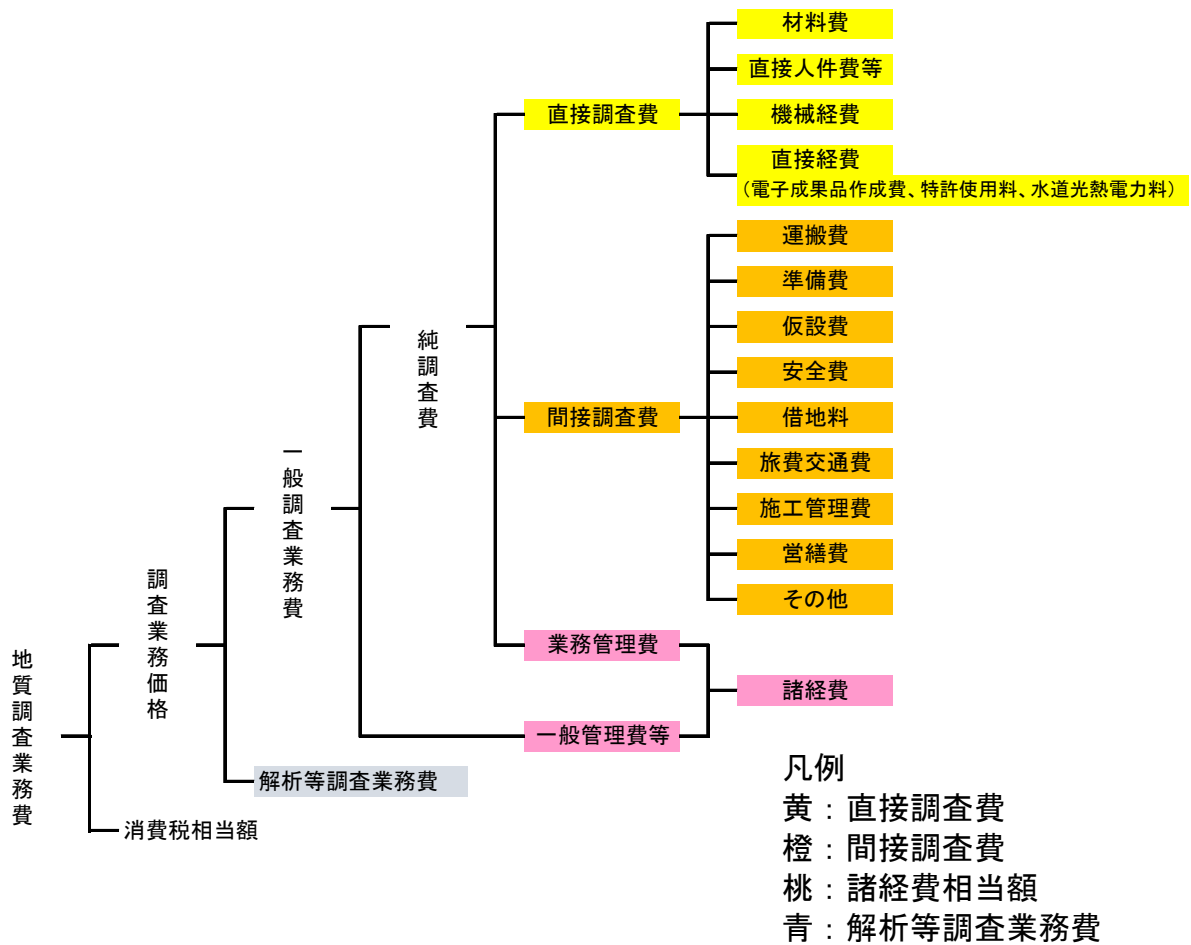 材料費
直接人件費等
直接調査費
機械経費
直接経費
（電子成果品作成費、特許使用料、水道光熱電力料）
運搬費
準備費
仮設費
純調査費
安全費
間接調査費
借地料
旅費交通費
一般調査業務費
施工管理費
営繕費
その他
調査業務価格
業務管理費
地質調査業務費
諸経費
一般管理費等
解析等調査業務費
消費税相当額
凡例
黄：直接調査費
橙：間接調査費
桃：諸経費相当額
青：解析等調査業務費